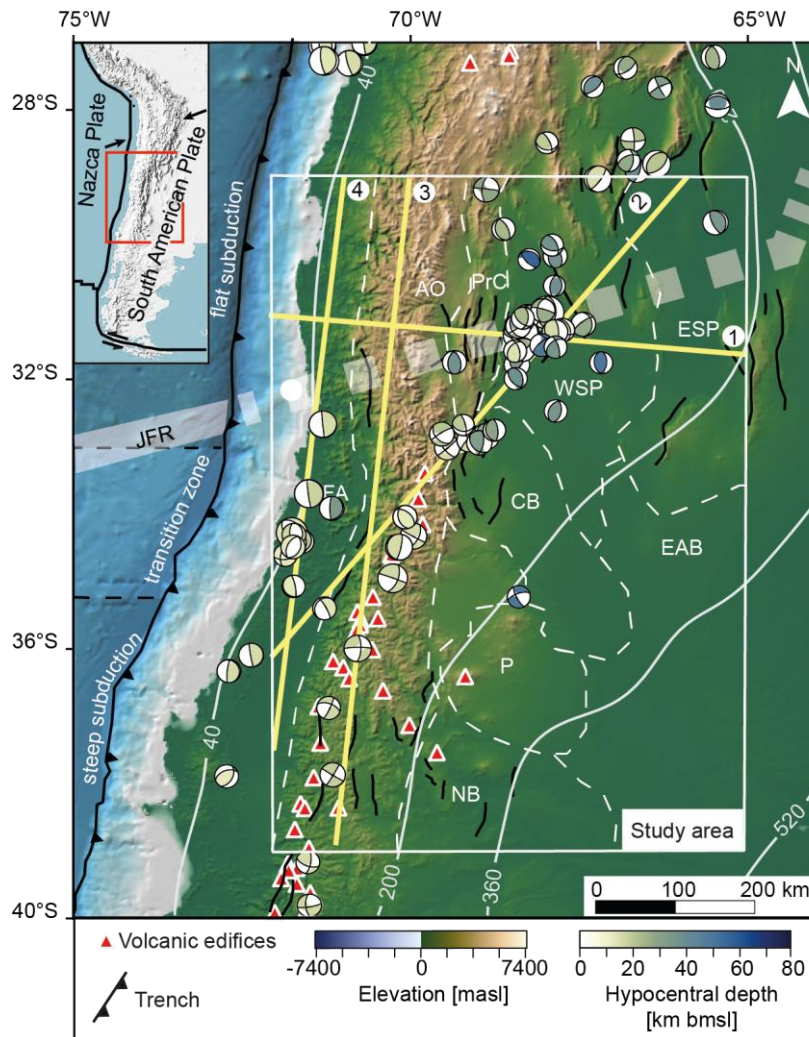 75°W
70°W
65°W
28°S
32°S
36°S
40°S
N
Nazca Plate
South American Plate
flat subduction
transition zone
steep subduction
JFR
40
4
3
2
1
AO
PrC
ESP
WSP
CB
EAB
P
NB
40
200
360
520
Study area
0 100 200 km
Volcanic edifices
Trench
-7400 0 7400
Elevation [masl]
0 20 40 60 80
Hypocentral depth
[km bmsl]